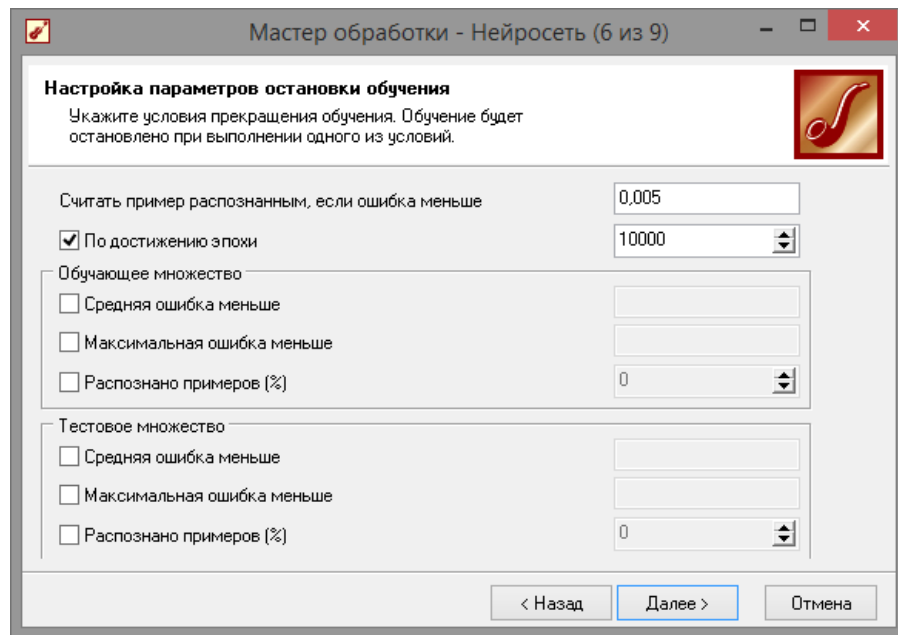 Мастер обработки - Нейросеть (6 из 9)
Настройка параметров остановки обучения
Укажите условия прекращения обучения. Обучение будет
остановлено при выполнении одного из условий.
Считать пример распознанным, если ошибка меньше 0,005
По достижению эпохи 10000
Обучающее множество
Средняя ошибка меньше
Максимальная ошибка меньше
Распознано примеров (%) 0
Тестовое множество
Средняя ошибка меньше
Максимальная ошибка меньше
Распознано примеров (%) 0
< Назад Далее > Отмена